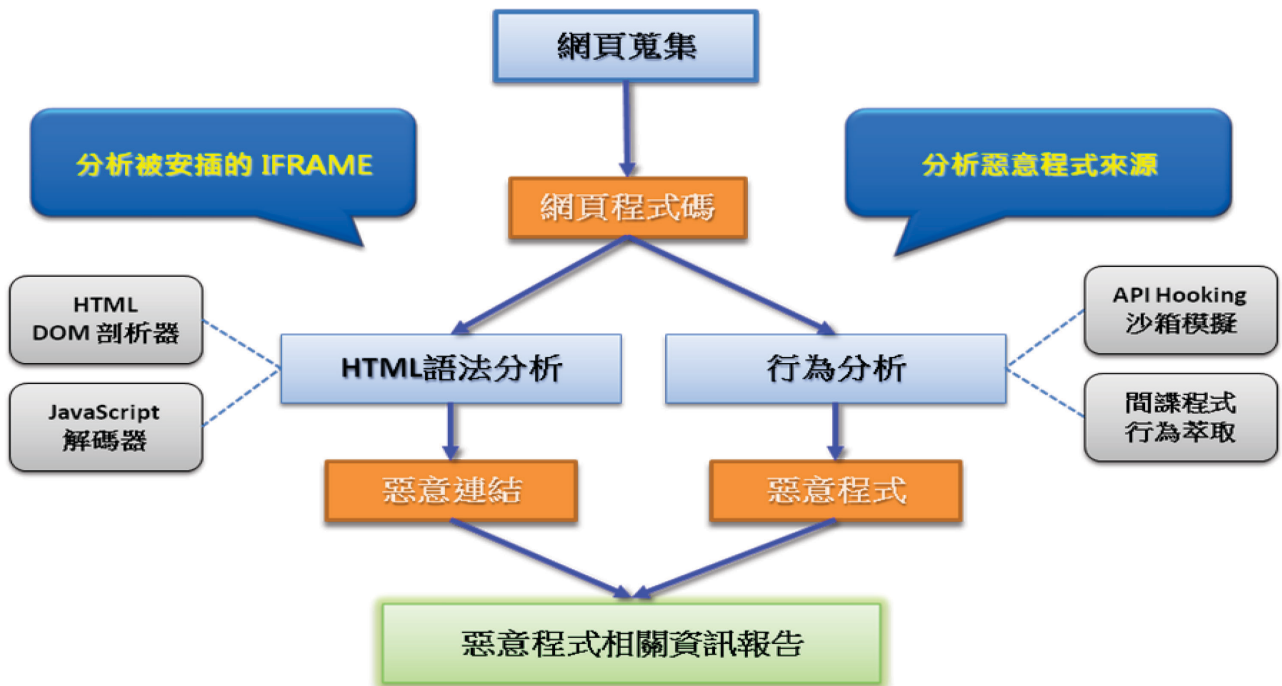 網頁蒐集
分析被安插的 IFRAME
分析惡意程式來源
網頁程式碼
HTML
DOM 剖析器
JavaScript
解碼器
HTML語法分析
行為分析
API Hooking
沙箱模擬
間諜程式
行為萃取
惡意連結
惡意程式
惡意程式相關資訊報告